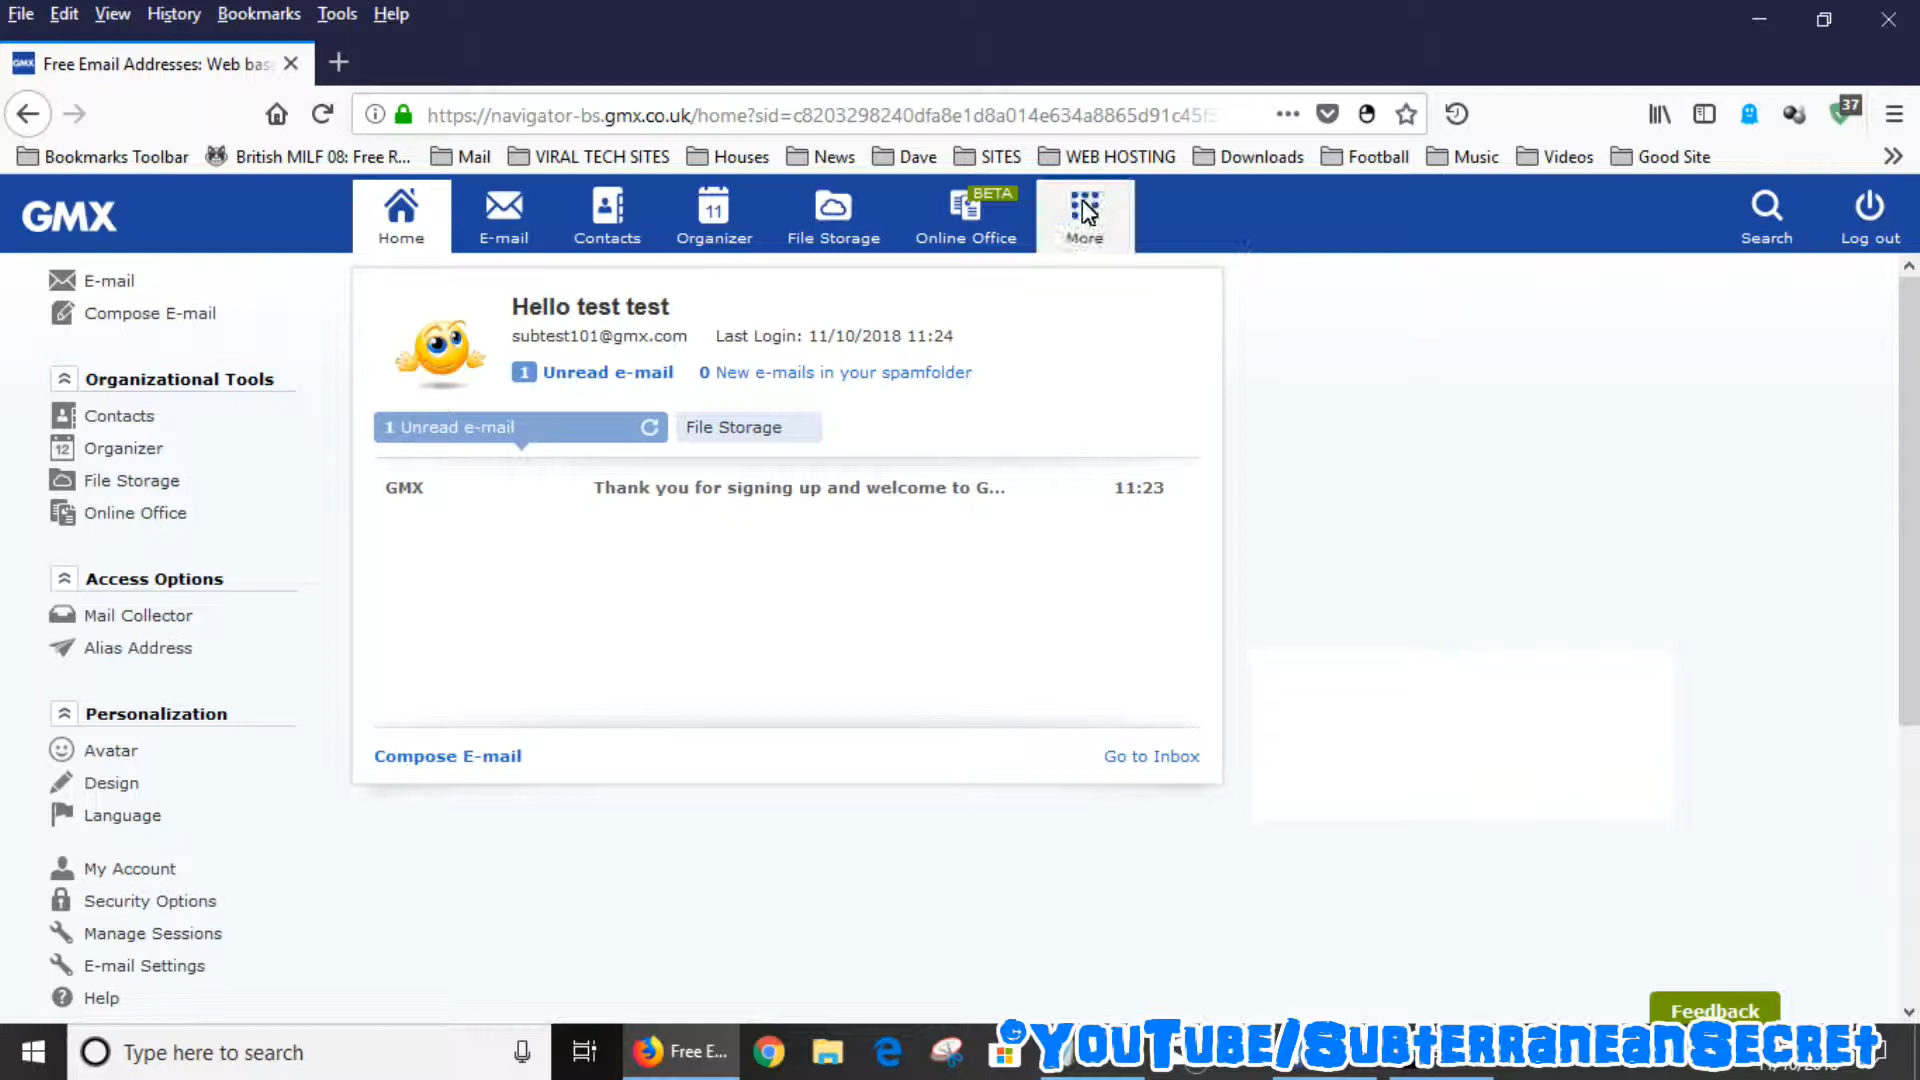 File Edit View History Bookmarks Tools Help
GMX Free Email Addresses: Web bas
https://navigator-bs.gmx.co.uk/home?sid=c8203298240dfa8e1d8a014e634a8865d91c45f
37
Bookmarks Toolbar British MILF 08: Free R... Mail VIRAL TECH SITES Houses News Dave SITES WEB HOSTING Downloads Football Music Videos Good Site
GMX
11 BETA
Home E-mail Contacts Organizer File Storage Online Office More Search Log out
E-mail
Compose E-mail
Organizational Tools
Contacts
12 Organizer
File Storage
Online Office
Access Options
Mail Collector
Alias Address
Personalization
Avatar
Design
Language
My Account
Security Options
Manage Sessions
E-mail Settings
Help
Hello test test
subtest101@gmx.com Last Login: 11/10/2018 11:24
1 Unread e-mail 0 New e-mails in your spamfolder
1 Unread e-mail File Storage
GMX Thank you for signing up and welcome to G... 11:23
Compose E-mail Go to Inbox
Feedback
Type here to search Free E...
YouTube/SubterraneanSecret